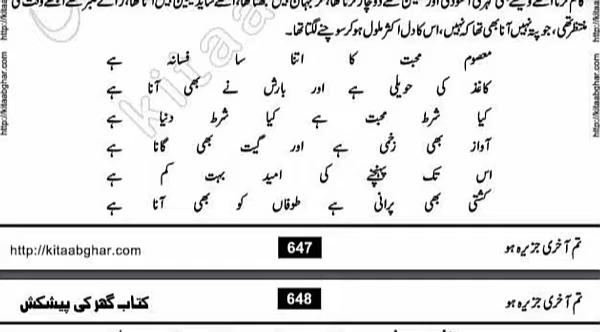 منتظر تھی، جو پتہ نہیں آنا بھی تھا کہ نہیں، اس کا دل اکثر ملول ہو کر سوچنے لگتا تھا۔
معصوم محبت کا اتنا سا فسانہ ہے
کاغذ کی حویلی ہے اور بارش نے بھی آنا ہے
کیا شرط محبت ہے کیا شرط دنیا ہے
آواز بھی زخمی ہے اور گیت بھی گانا ہے
اس تک پہنچنے کی امید بہت کم ہے
کشتی بھی پرانی ہے طوفاں کو بھی آنا ہے
تم آخری جزیرہ ہو 647 http://kitaabghar.com
تم آخری جزیرہ ہو 648 کتاب گھر کی پیشکش